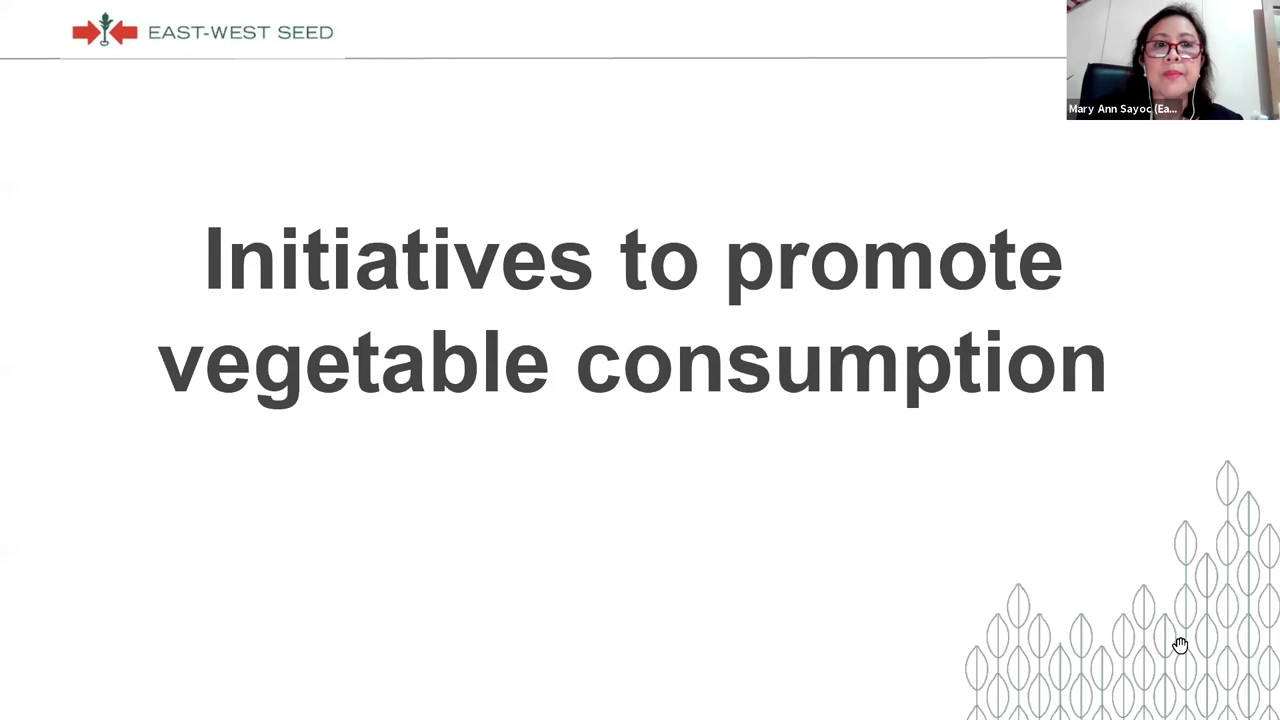 EAST-WEST SEED
Mary Ann Sayoc (Ea...
Initiatives to promote
vegetable consumption